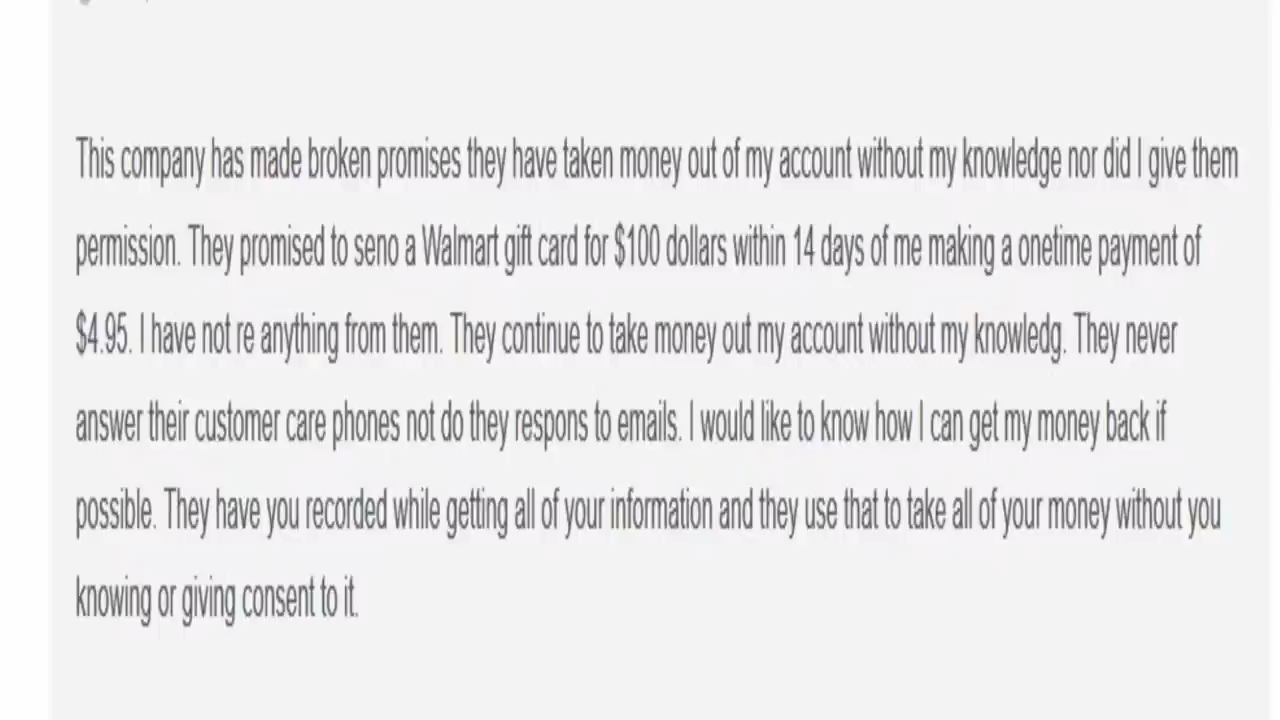 This company has made broken promises they have taken money out of my account without my knowledge nor did I give them
permission. They promised to seno a Walmart gift card for $100 dollars within 14 days of me making a onetime payment of
$4.95. I have not re anything from them. They continue to take money out my account without my knowledg. They never
answer their customer care phones not do they respons to emails. I would like to know how I can get my money back if
possible. They have you recorded while getting all of your information and they use that to take all of your money without you
knowing or giving consent to it.